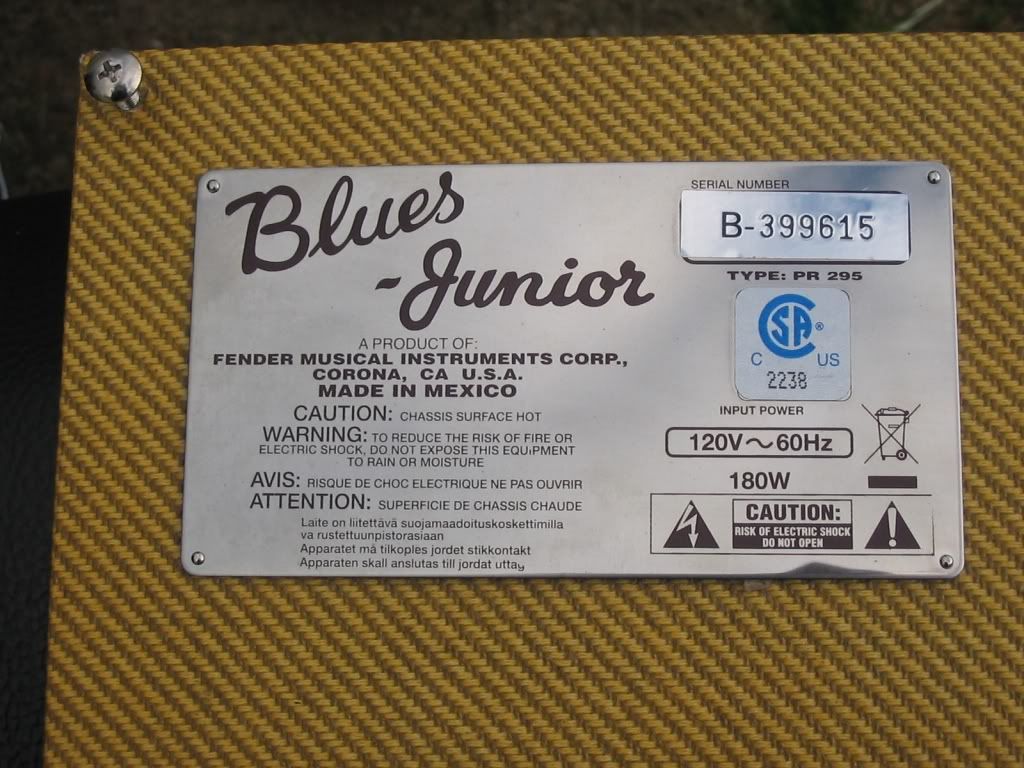 Blues
-Junior
A PRODUCT OF:
FENDER MUSICAL INSTRUMENTS CORP.,
CORONA, CA U.S.A.
MADE IN MEXICO
CAUTION: CHASSIS SURFACE HOT
WARNING: TO REDUCE THE RISK OF FIRE OR
ELECTRIC SHOCK, DO NOT EXPOSE THIS EQUIPMENT
TO RAIN OR MOISTURE
AVIS: RISQUE DE CHOC ELECTRIQUE NE PAS OUVRIR
ATTENTION: SUPERFICIE DE CHASSIS CHAUDE
Laite on liitettävä suojamaadoituskoskettimilla
va rustettuunpistorasiaan
Apparatet må tilkoples jordet stikkontakt
Apparaten skall anslutas till jordat uttag
SERIAL NUMBER
B-399615
TYPE: PR 295
CSA®
C US
2238
INPUT POWER
120V~60Hz
180W
CAUTION:
RISK OF ELECTRIC SHOCK
DO NOT OPEN